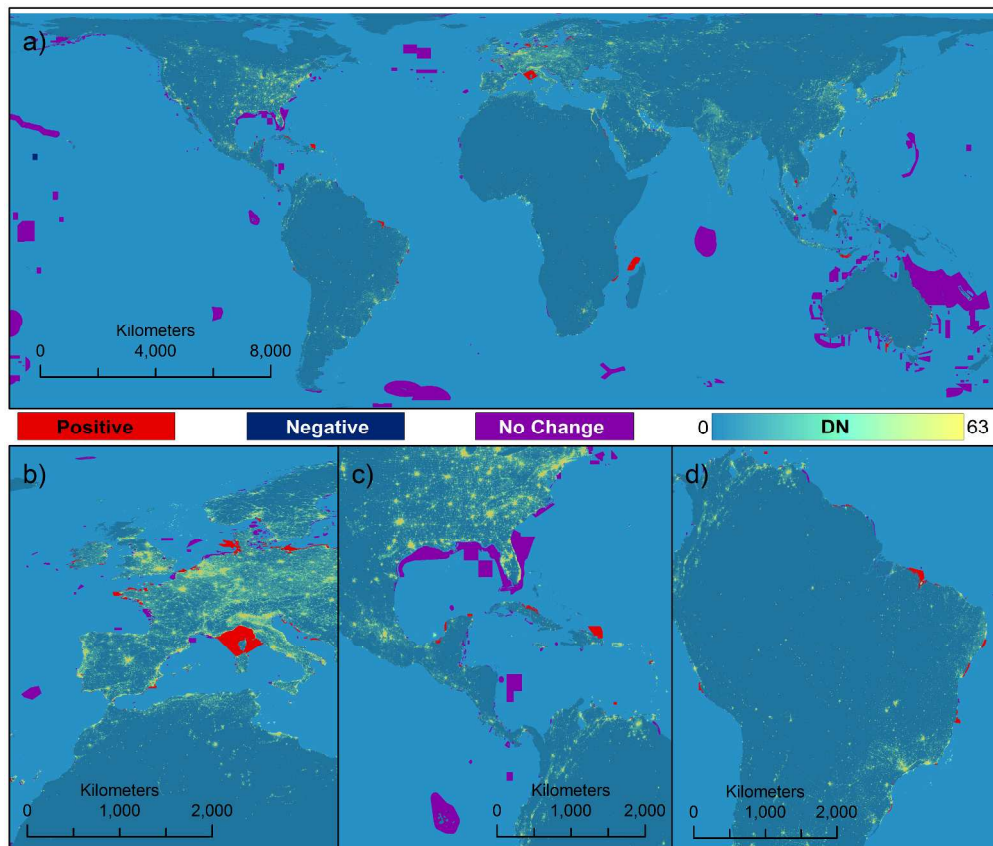 a)
Kilometers
0 4,000 8,000
Positive Negative No Change 0 DN 63
b) c) d)
Kilometers
0 1,000 2,000
Kilometers
0 1,000 2,000
Kilometers
0 1,000 2,000